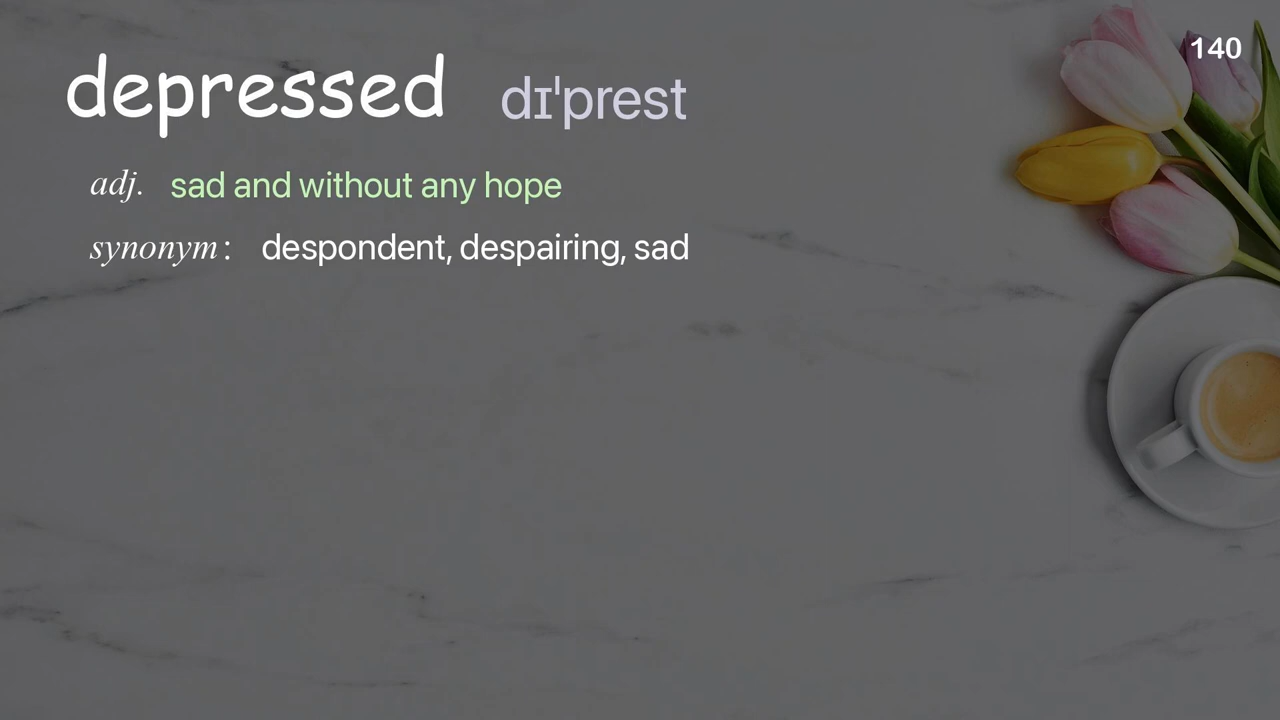 140
depressed dɪ'prest
adj. sad and without any hope
synonym: despondent, despairing, sad